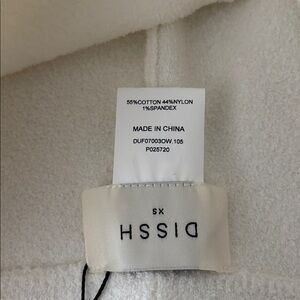 55%COTTON 44%NYLON
1%SPANDEX
MADE IN CHINA
DUF07003OW.105
P025720
XS
DISSH